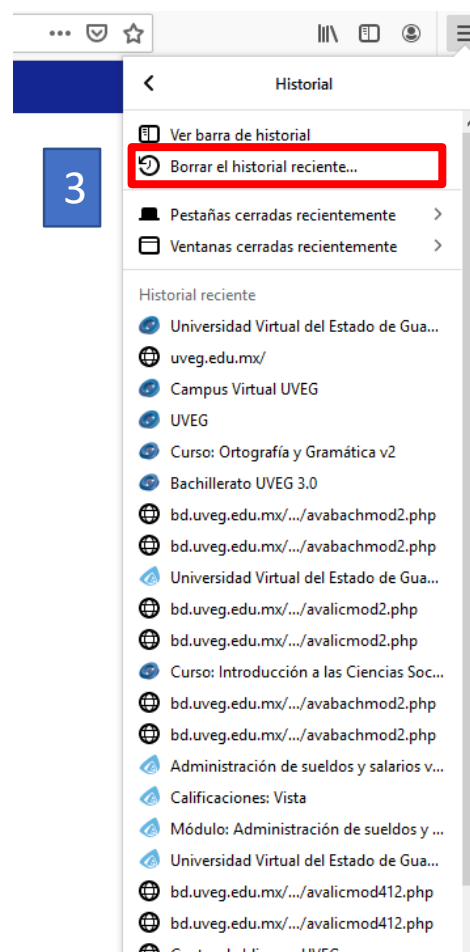 Historial
Ver barra de historial
Borrar el historial reciente...
3
Pestañas cerradas recientemente
Ventanas cerradas recientemente
Historial reciente
Universidad Virtual del Estado de Gua...
uveg.edu.mx/
Campus Virtual UVEG
UVEG
Curso: Ortografía y Gramática v2
Bachillerato UVEG 3.0
bd.uveg.edu.mx/.../avabachmod2.php
bd.uveg.edu.mx/.../avabachmod2.php
Universidad Virtual del Estado de Gua...
bd.uveg.edu.mx/.../avalicmod2.php
bd.uveg.edu.mx/.../avalicmod2.php
Curso: Introducción a las Ciencias Soc...
bd.uveg.edu.mx/.../avabachmod2.php
bd.uveg.edu.mx/.../avabachmod2.php
Administración de sueldos y salarios v...
Calificaciones: Vista
Módulo: Administración de sueldos y ...
Universidad Virtual del Estado de Gua...
bd.uveg.edu.mx/.../avalicmod412.php
bd.uveg.edu.mx/.../avalicmod412.php